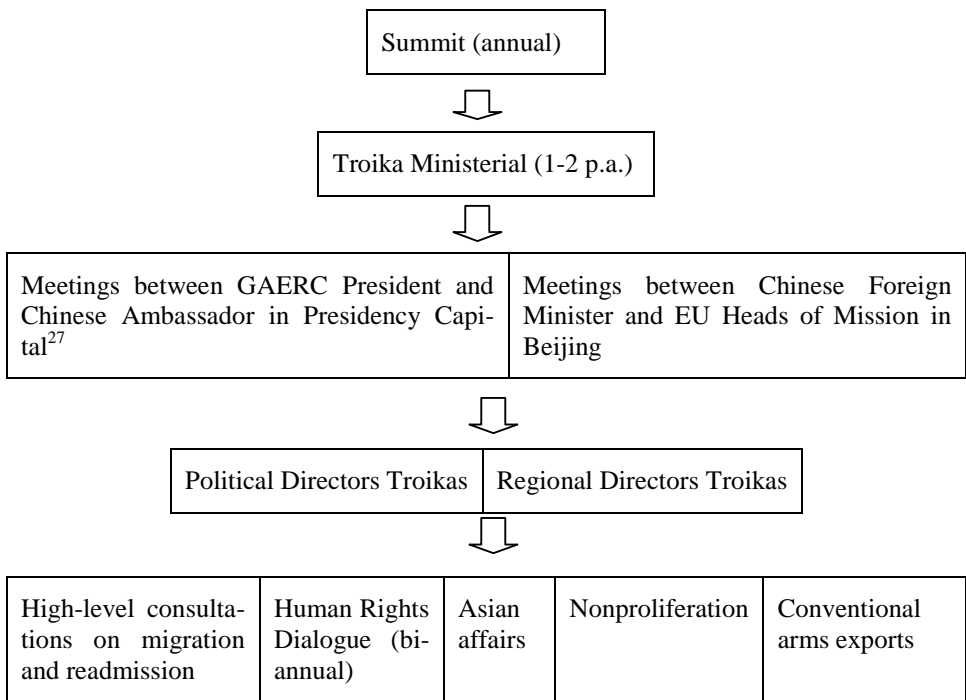 Summit (annual)
Troika Ministerial (1-2 p.a.)
Meetings between GAERC President and
Chinese Ambassador in Presidency Capi-
tal27
Meetings between Chinese Foreign
Minister and EU Heads of Mission in
Beijing
Political Directors Troikas
Regional Directors Troikas
High-level consulta-
tions on migration
and readmission
Human Rights
Dialogue (bi-
annual)
Asian
affairs
Nonproliferation
Conventional
arms exports